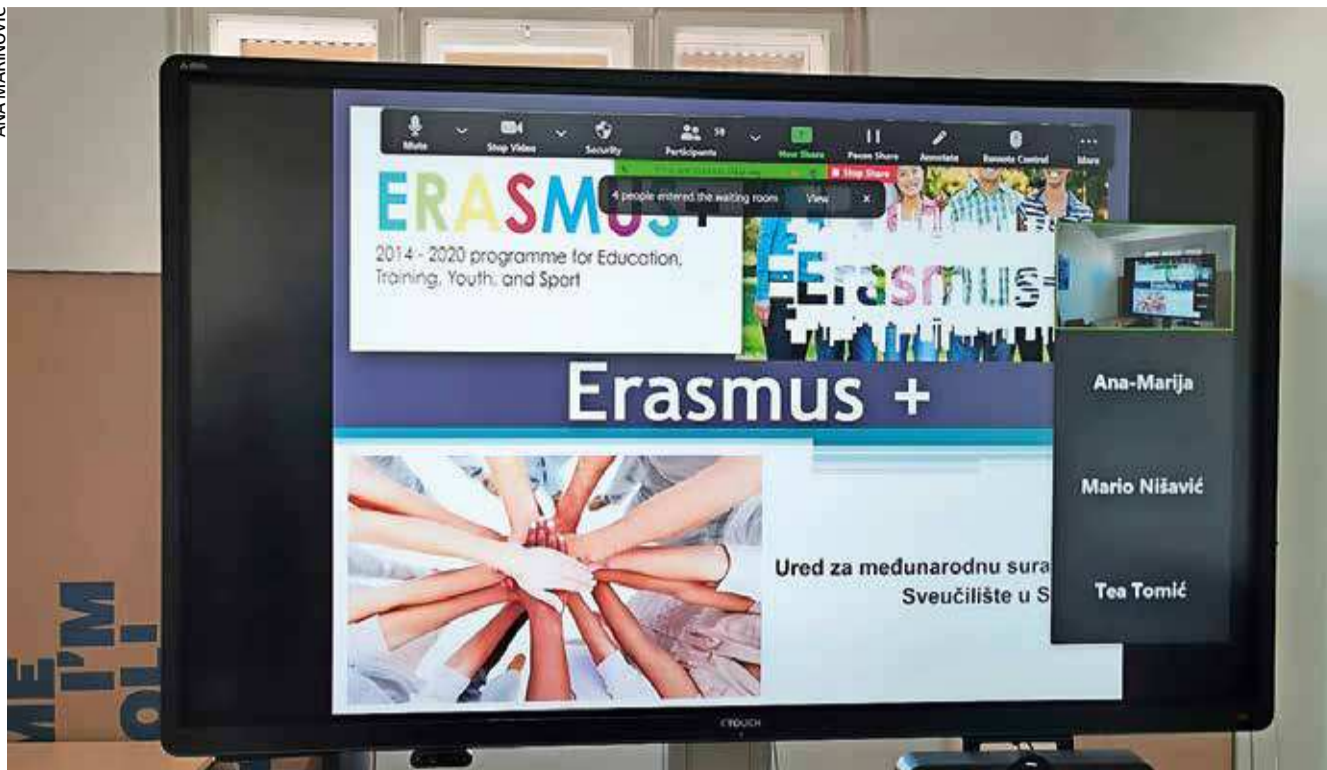 ANA MARINOVIĆ
Mute
Stop Video
Security
Participants
58
New Share
Pause Share
Annotate
Remote Control
More
Stop Share
4 people entered the waiting room
View
x
ERASMUS+
2014 - 2020 programme for Education,
Training, Youth, and Sport
Erasmus
Erasmus +
Ana-Marija
Mario Nišavić
Tea Tomić
Ured za međunarodnu sura
Sveučilište u S
I'M
CTOUCH